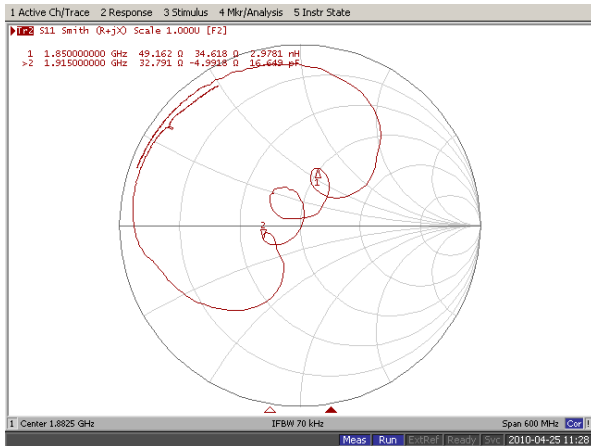 1 Active Ch/Trace 2 Response 3 Stimulus 4 Mkr/Analysis 5 Instr State
Tr2 S11 Smith (R+jX) Scale 1.000U [F2]
1 1.850000000 GHz 49.162 Ω 34.618 Ω 2.9781 nH
>2 1.915000000 GHz 32.791 Ω -4.9918 Ω 16.649 pF
1
2
1 Center 1.8825 GHz IFBW 70 kHz Span 600 MHz Cor !
Meas Run ExtRef Ready Svc 2010-04-25 11:28